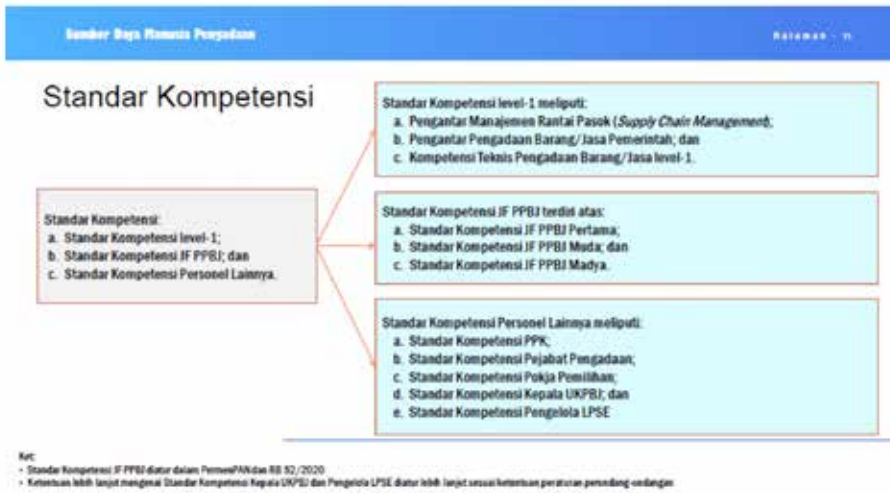 Sumber Daya Manusia Pengadaan
Halaman - 11
Standar Kompetensi
Standar Kompetensi:
a. Standar Kompetensi level-1;
b. Standar Kompetensi JF PPBJ; dan
c. Standar Kompetensi Personel Lainnya.
Standar Kompetensi level-1 meliputi:
a. Pengantar Manajemen Rantai Pasok (Supply Chain Management);
b. Pengantar Pengadaan Barang/Jasa Pemerintah; dan
c. Kompetensi Teknis Pengadaan Barang/Jasa level-1.
Standar Kompetensi JF PPBJ terdiri atas:
a. Standar Kompetensi JF PPBJ Pertama;
b. Standar Kompetensi JF PPBJ Muda; dan
c. Standar Kompetensi JF PPBJ Madya.
Standar Kompetensi Personel Lainnya meliputi:
a. Standar Kompetensi PPK;
b. Standar Kompetensi Pejabat Pengadaan;
c. Standar Kompetensi Pokja Pemilihan;
d. Standar Kompetensi Kepala UKPBJ; dan
e. Standar Kompetensi Pengelola LPSE
Ket:
- Standar Kompetensi JF PPBJ diatur dalam PermenPAN dan RB 52/2020
- Ketentuan lebih lanjut mengenai Standar Kompetensi Kepala UKPBJ dan Pengelola LPSE diatur lebih lanjut sesuai ketentuan peraturan perundang-undangan